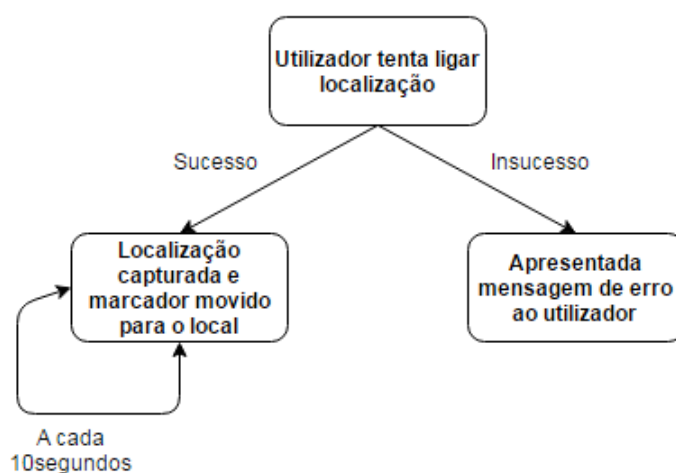 Utilizador tenta ligar
localização
Sucesso
Insucesso
Localização
capturada e
marcador movido
para o local
Apresentada
mensagem de erro
ao utilizador
A cada
10segundos